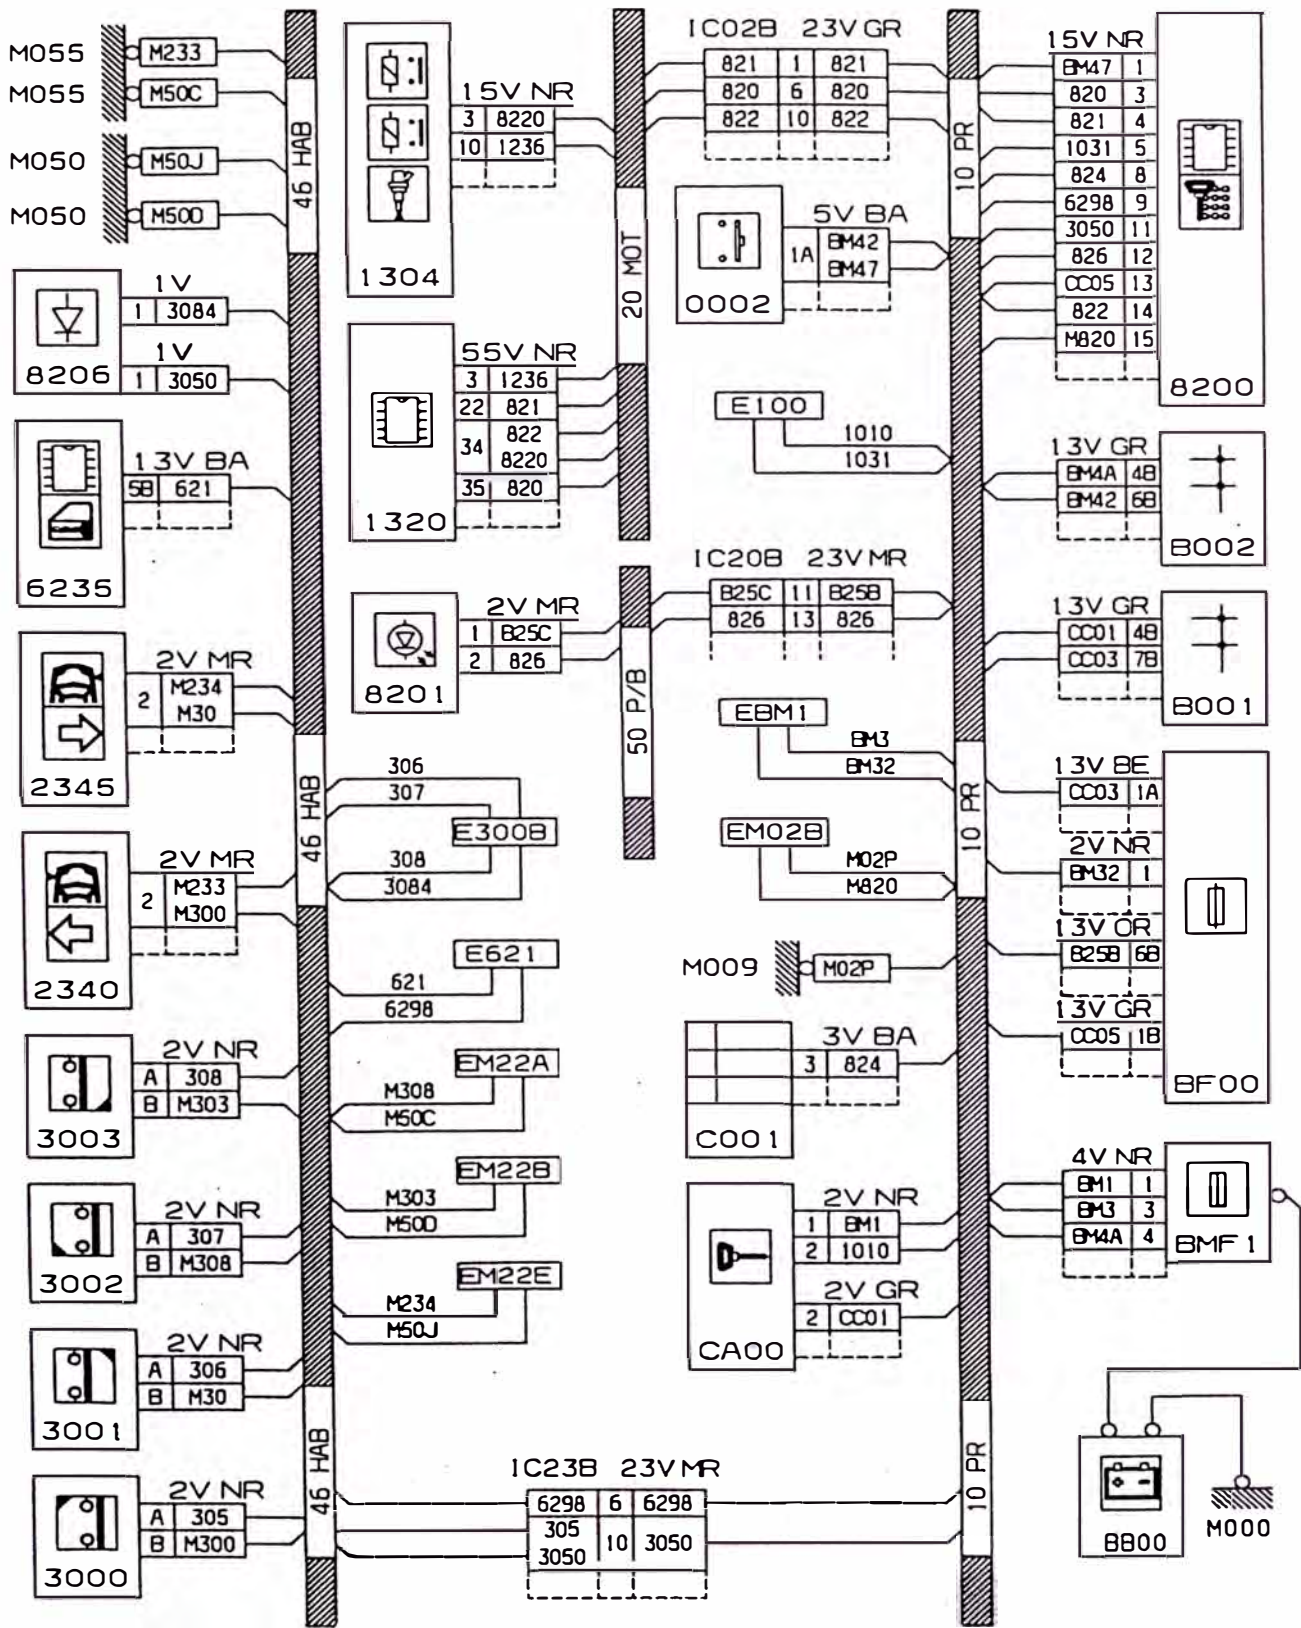 M055 M233
M055 M50C
M050 M50J
M050 M50D
46 HAB
1V
1 3084
1V
1 3050
8206
13V BA
5B 621
6235
2V MR
2 M234
M30
2345
2V MR
2 M233
M300
2340
2V NR
A 308
B M303
3003
2V NR
A 307
B M308
3002
2V NR
A 306
B M30
3001
2V NR
A 305
B M300
3000
46 HAB
46 HAB
15V NR
3 8220
10 1236
1304
55V NR
3 1236
22 821
34 822
8220
35 820
1320
2V MR
1 B25C
2 826
8201
306
307
E300B
308
3084
E621
621
6298
EM22A
M308
M50C
EM22B
M303
M50D
EM22E
M234
M50J
20 MOT
50 P/B
IC02B 23V GR
821 1 821
820 6 820
822 10 822
5V BA
1A BM42
BM47
0002
E100
1010
1031
IC20B 23V MR
B25C 11 B25B
826 13 826
EBM1
BM3
BM32
EM02B
M02P
M820
M009 M02P
3V BA
3 824
C001
2V NR
1 BM1
2 1010
2V GR
2 CC01
CA00
IC23B 23V MR
6298 6 6298
305
3050 10 3050
10 PR
10 PR
10 PR
15V NR
BM47 1
820 3
821 4
1031 5
824 8
6298 9
3050 11
826 12
CC05 13
822 14
M820 15
8200
13V GR
BM4A 4B
BM42 6B
B002
13V GR
CC01 4B
CC03 7B
B001
13V BE
CC03 1A
2V NR
BM32 1
13V OR
B25B 6B
13V GR
CC05 1B
BF00
4V NR
BM1 1
BM3 3
BM4A 4
BMF1
BB00
M000